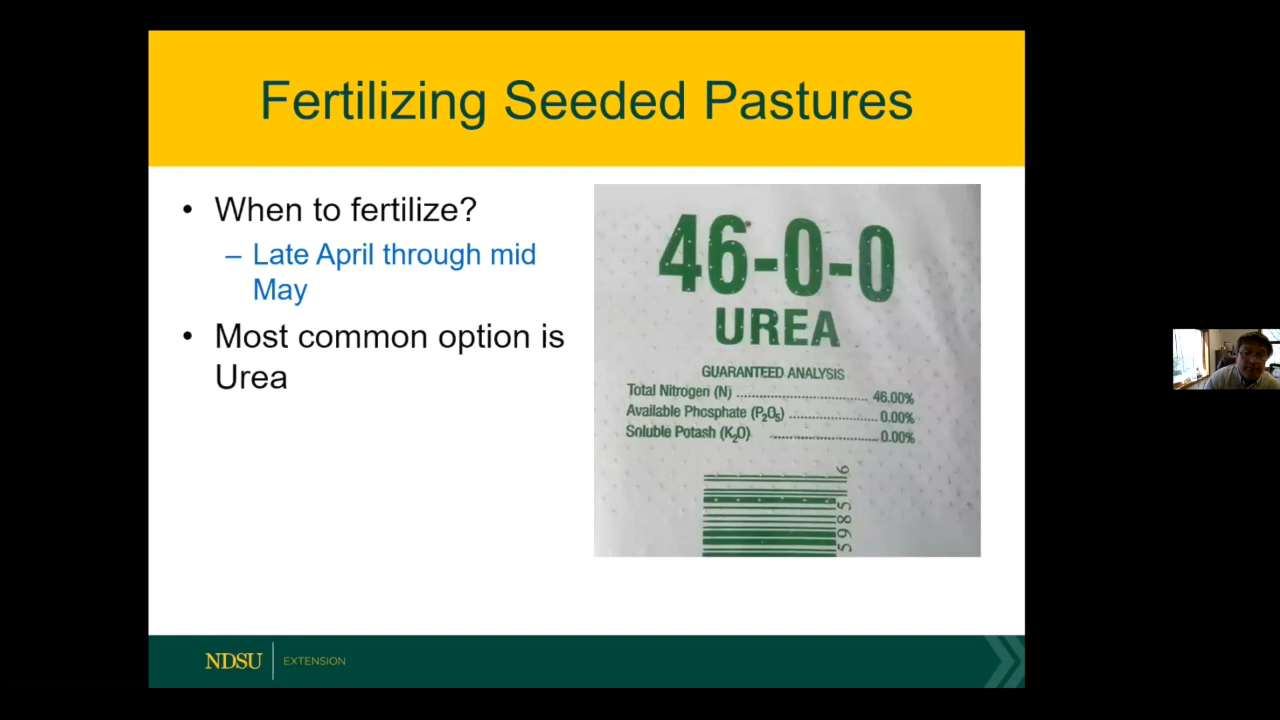 Fertilizing Seeded Pastures
• When to fertilize?
– Late April through mid
May
• Most common option is
Urea
46-0-0
UREA
GUARANTEED ANALYSIS
Total Nitrogen (N) ........................ 46.00%
Available Phosphate (P₂O₅) ................ 0.00%
Soluble Potash (K₂O) ................... 0.00%
59856
NDSU EXTENSION